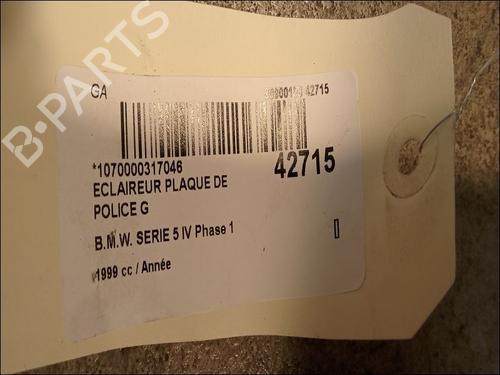 B-PARTS
GA
42715
*1070000317046
42715
ECLAIREUR PLAQUE DE
POLICE G
B.M.W. SERIE 5 IV Phase 1
1999 cc / Année